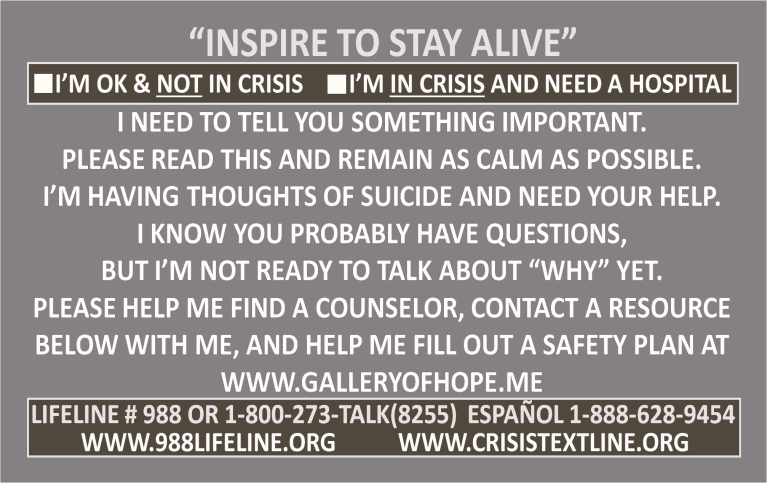 “INSPIRE TO STAY ALIVE”
■I’M OK & NOT IN CRISIS ■I’M IN CRISIS AND NEED A HOSPITAL
I NEED TO TELL YOU SOMETHING IMPORTANT.
PLEASE READ THIS AND REMAIN AS CALM AS POSSIBLE.
I’M HAVING THOUGHTS OF SUICIDE AND NEED YOUR HELP.
I KNOW YOU PROBABLY HAVE QUESTIONS,
BUT I’M NOT READY TO TALK ABOUT “WHY” YET.
PLEASE HELP ME FIND A COUNSELOR, CONTACT A RESOURCE
BELOW WITH ME, AND HELP ME FILL OUT A SAFETY PLAN AT
WWW.GALLERYOFHOPE.ME
LIFELINE # 988 OR 1-800-273-TALK(8255) ESPAÑOL 1-888-628-9454
WWW.988LIFELINE.ORG WWW.CRISISTEXTLINE.ORG